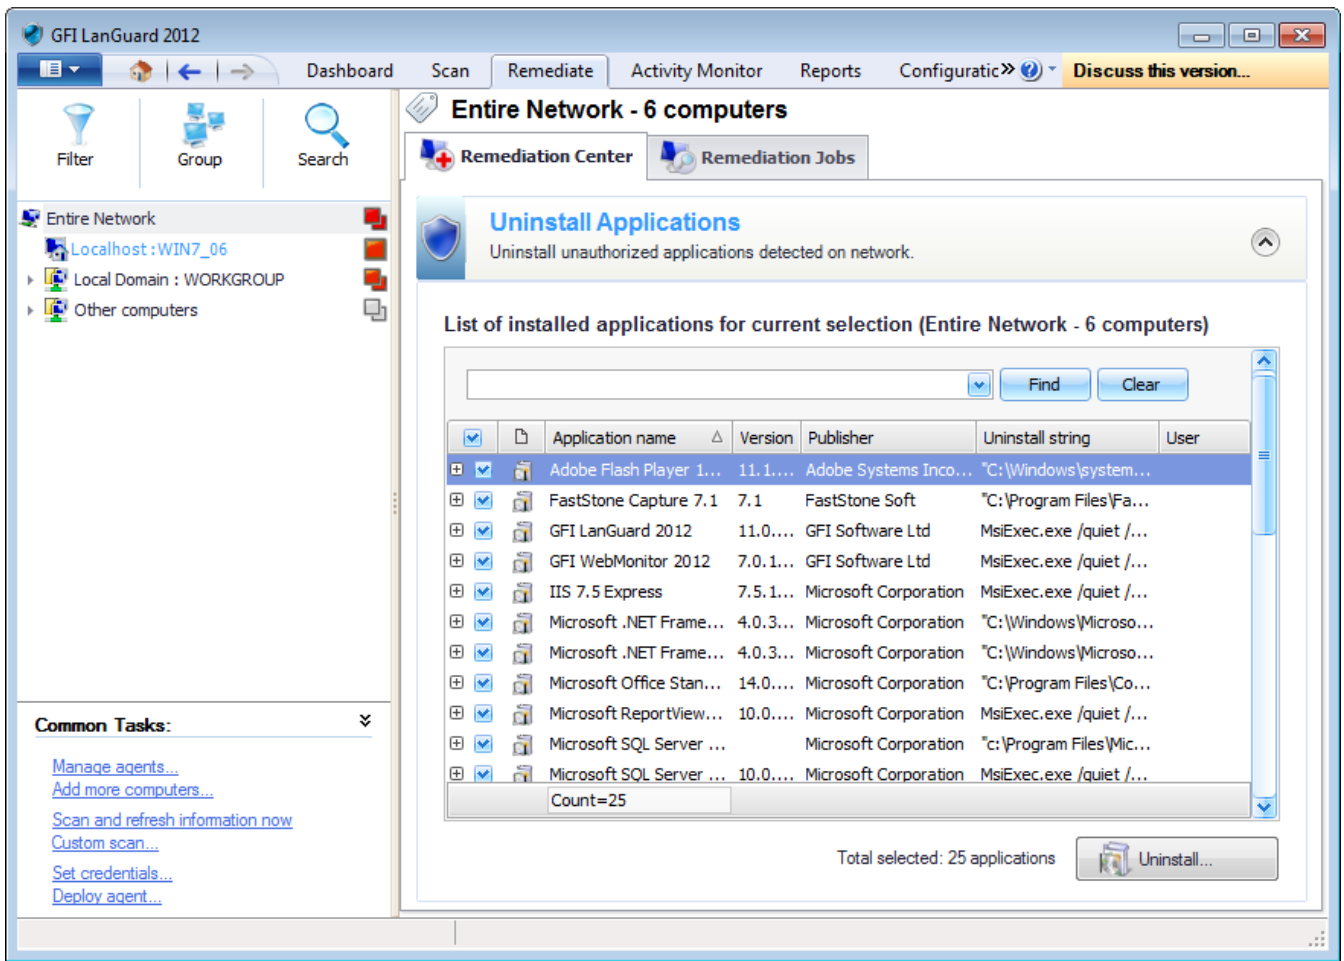 GFI LanGuard 2012
Dashboard Scan Remediate Activity Monitor Reports Configuratic» Discuss this version...
Filter Group Search
Entire Network
Localhost : WIN7_06
Local Domain : WORKGROUP
Other computers
Common Tasks:
Manage agents...
Add more computers...
Scan and refresh information now
Custom scan...
Set credentials...
Deploy agent...
Entire Network - 6 computers
Remediation Center Remediation Jobs
Uninstall Applications
Uninstall unauthorized applications detected on network.
List of installed applications for current selection (Entire Network - 6 computers)
Find Clear
Application name Version Publisher Uninstall string User
Adobe Flash Player 1... 11.1.... Adobe Systems Inco... "C:\Windows\system...
FastStone Capture 7.1 7.1 FastStone Soft "C:\Program Files\Fa...
GFI LanGuard 2012 11.0.... GFI Software Ltd MsiExec.exe /quiet /...
GFI WebMonitor 2012 7.0.1... GFI Software Ltd MsiExec.exe /quiet /...
IIS 7.5 Express 7.5.1... Microsoft Corporation MsiExec.exe /quiet /...
Microsoft .NET Frame... 4.0.3... Microsoft Corporation "C:\Windows\Microso...
Microsoft .NET Frame... 4.0.3... Microsoft Corporation "C:\Windows\Microso...
Microsoft Office Stan... 14.0.... Microsoft Corporation "C:\Program Files\Co...
Microsoft ReportView... 10.0.... Microsoft Corporation MsiExec.exe /quiet /...
Microsoft SQL Server ... Microsoft Corporation "c:\Program Files\Mic...
Microsoft SQL Server ... 10.0.... Microsoft Corporation MsiExec.exe /quiet /...
Count=25
Total selected: 25 applications Uninstall...